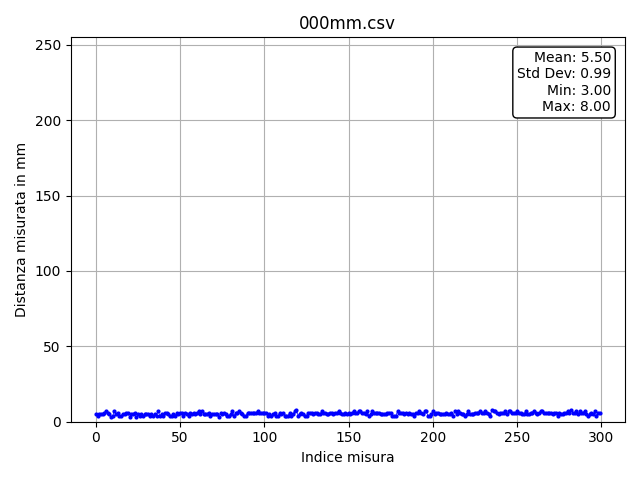 000mm.csv
Mean: 5.50
Std Dev: 0.99
Min: 3.00
Max: 8.00
Distanza misurata in mm
250
200
150
100
50
0
0 50 100 150 200 250 300
Indice misura